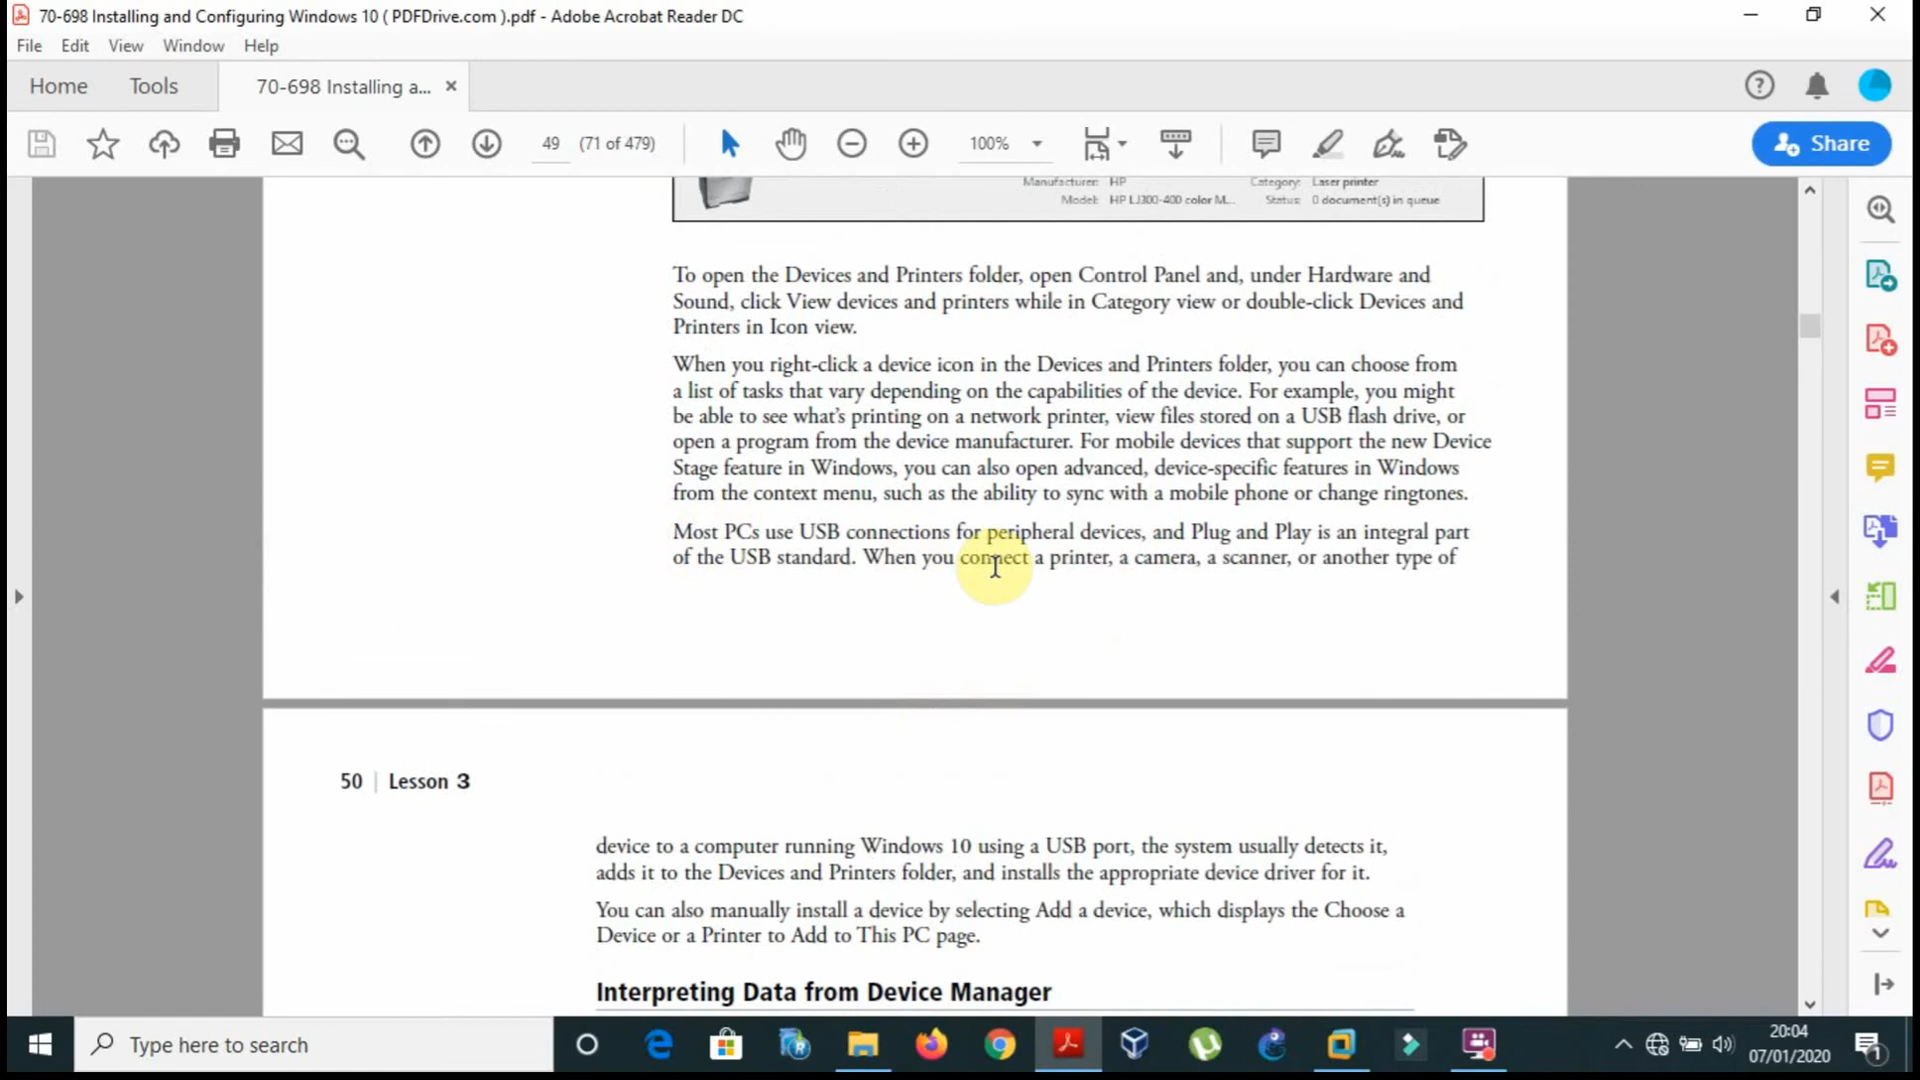 70-698 Installing and Configuring Windows 10 ( PDFDrive.com ).pdf - Adobe Acrobat Reader DC
File Edit View Window Help
Home Tools 70-698 Installing a... ×
49 (71 of 479) 100% Share
Manufacturer: HP Category: Laser printer
Model: HP LJ300-400 color M... Status: 0 document(s) in queue
To open the Devices and Printers folder, open Control Panel and, under Hardware and
Sound, click View devices and printers while in Category view or double-click Devices and
Printers in Icon view.
When you right-click a device icon in the Devices and Printers folder, you can choose from
a list of tasks that vary depending on the capabilities of the device. For example, you might
be able to see what's printing on a network printer, view files stored on a USB flash drive, or
open a program from the device manufacturer. For mobile devices that support the new Device
Stage feature in Windows, you can also open advanced, device-specific features in Windows
from the context menu, such as the ability to sync with a mobile phone or change ringtones.
Most PCs use USB connections for peripheral devices, and Plug and Play is an integral part
of the USB standard. When you connect a printer, a camera, a scanner, or another type of
50 | Lesson 3
device to a computer running Windows 10 using a USB port, the system usually detects it,
adds it to the Devices and Printers folder, and installs the appropriate device driver for it.
You can also manually install a device by selecting Add a device, which displays the Choose a
Device or a Printer to Add to This PC page.
Interpreting Data from Device Manager
Type here to search
20:04
07/01/2020
1